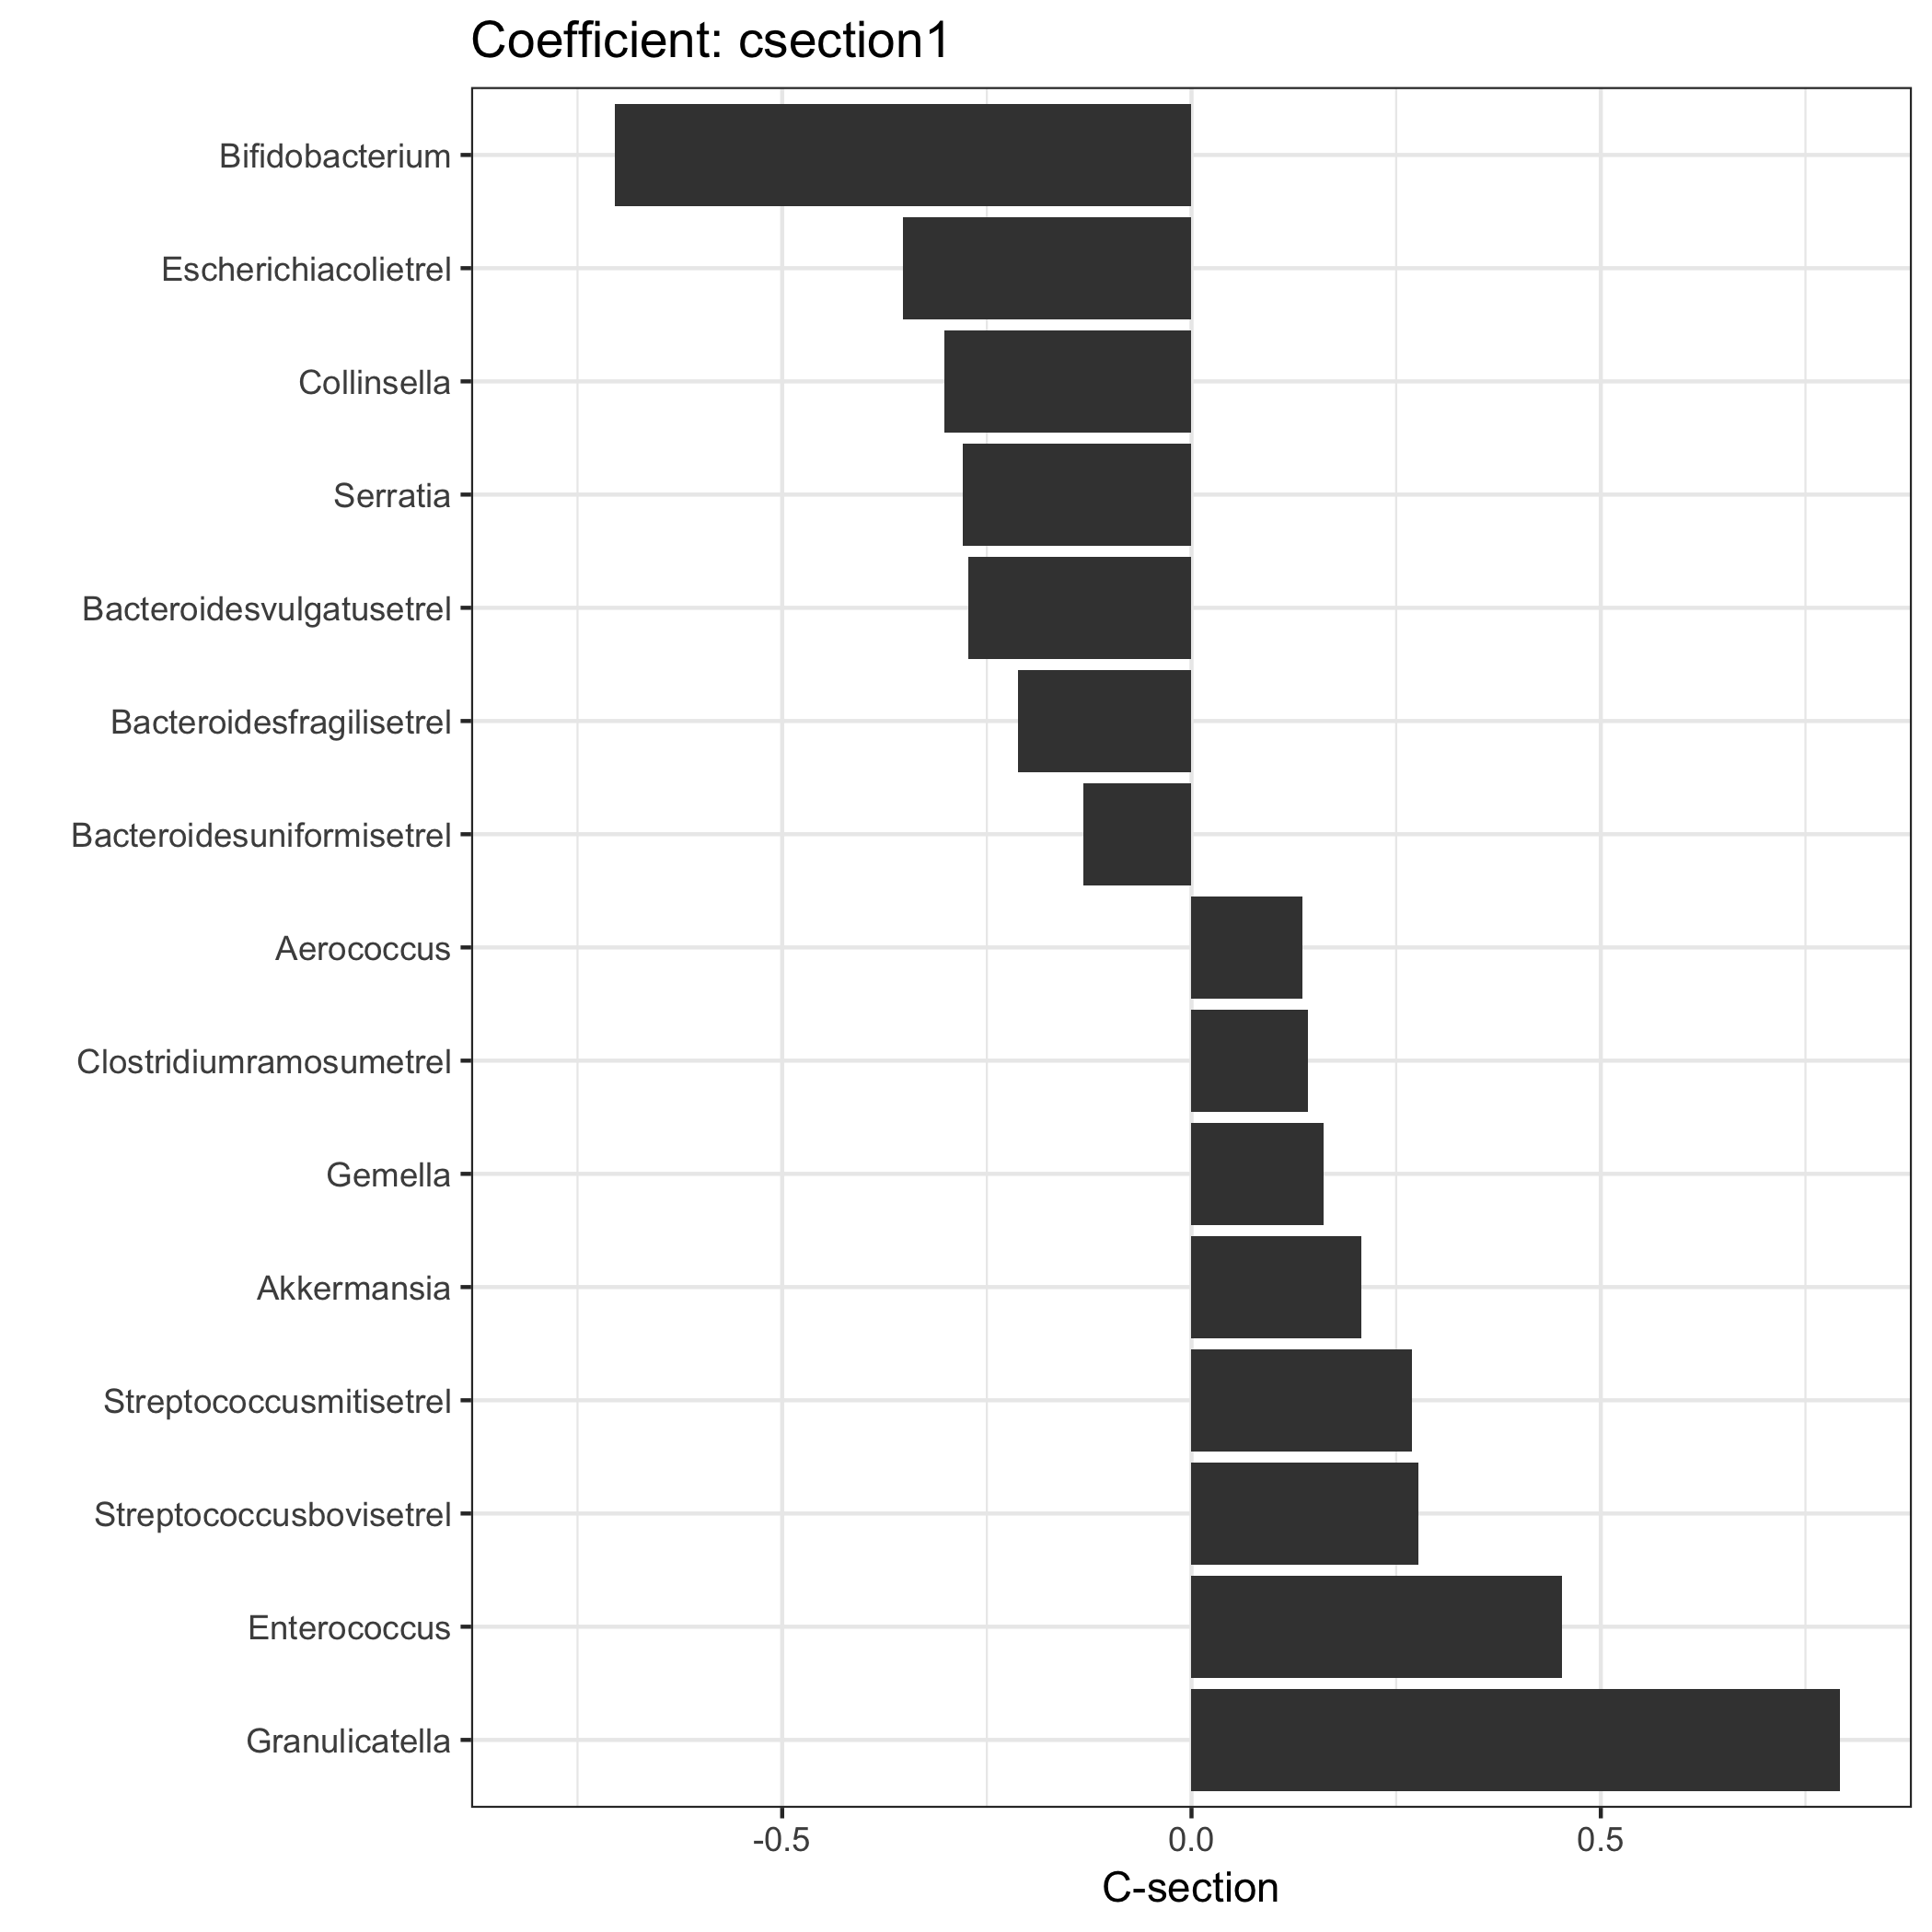 Coefficient: csection1
Bifidobacterium
Escherichiacolietrel
Collinsella
Serratia
Bacteroidesvulgatusetrel
Bacteroidesfragilisetrel
Bacteroidesuniformisetrel
Aerococcus
Clostridiumramosumetrel
Gemella
Akkermansia
Streptococcusmitisetrel
Streptococcusbovisetrel
Enterococcus
Granulicatella
-0.5 0.0 0.5
C-section